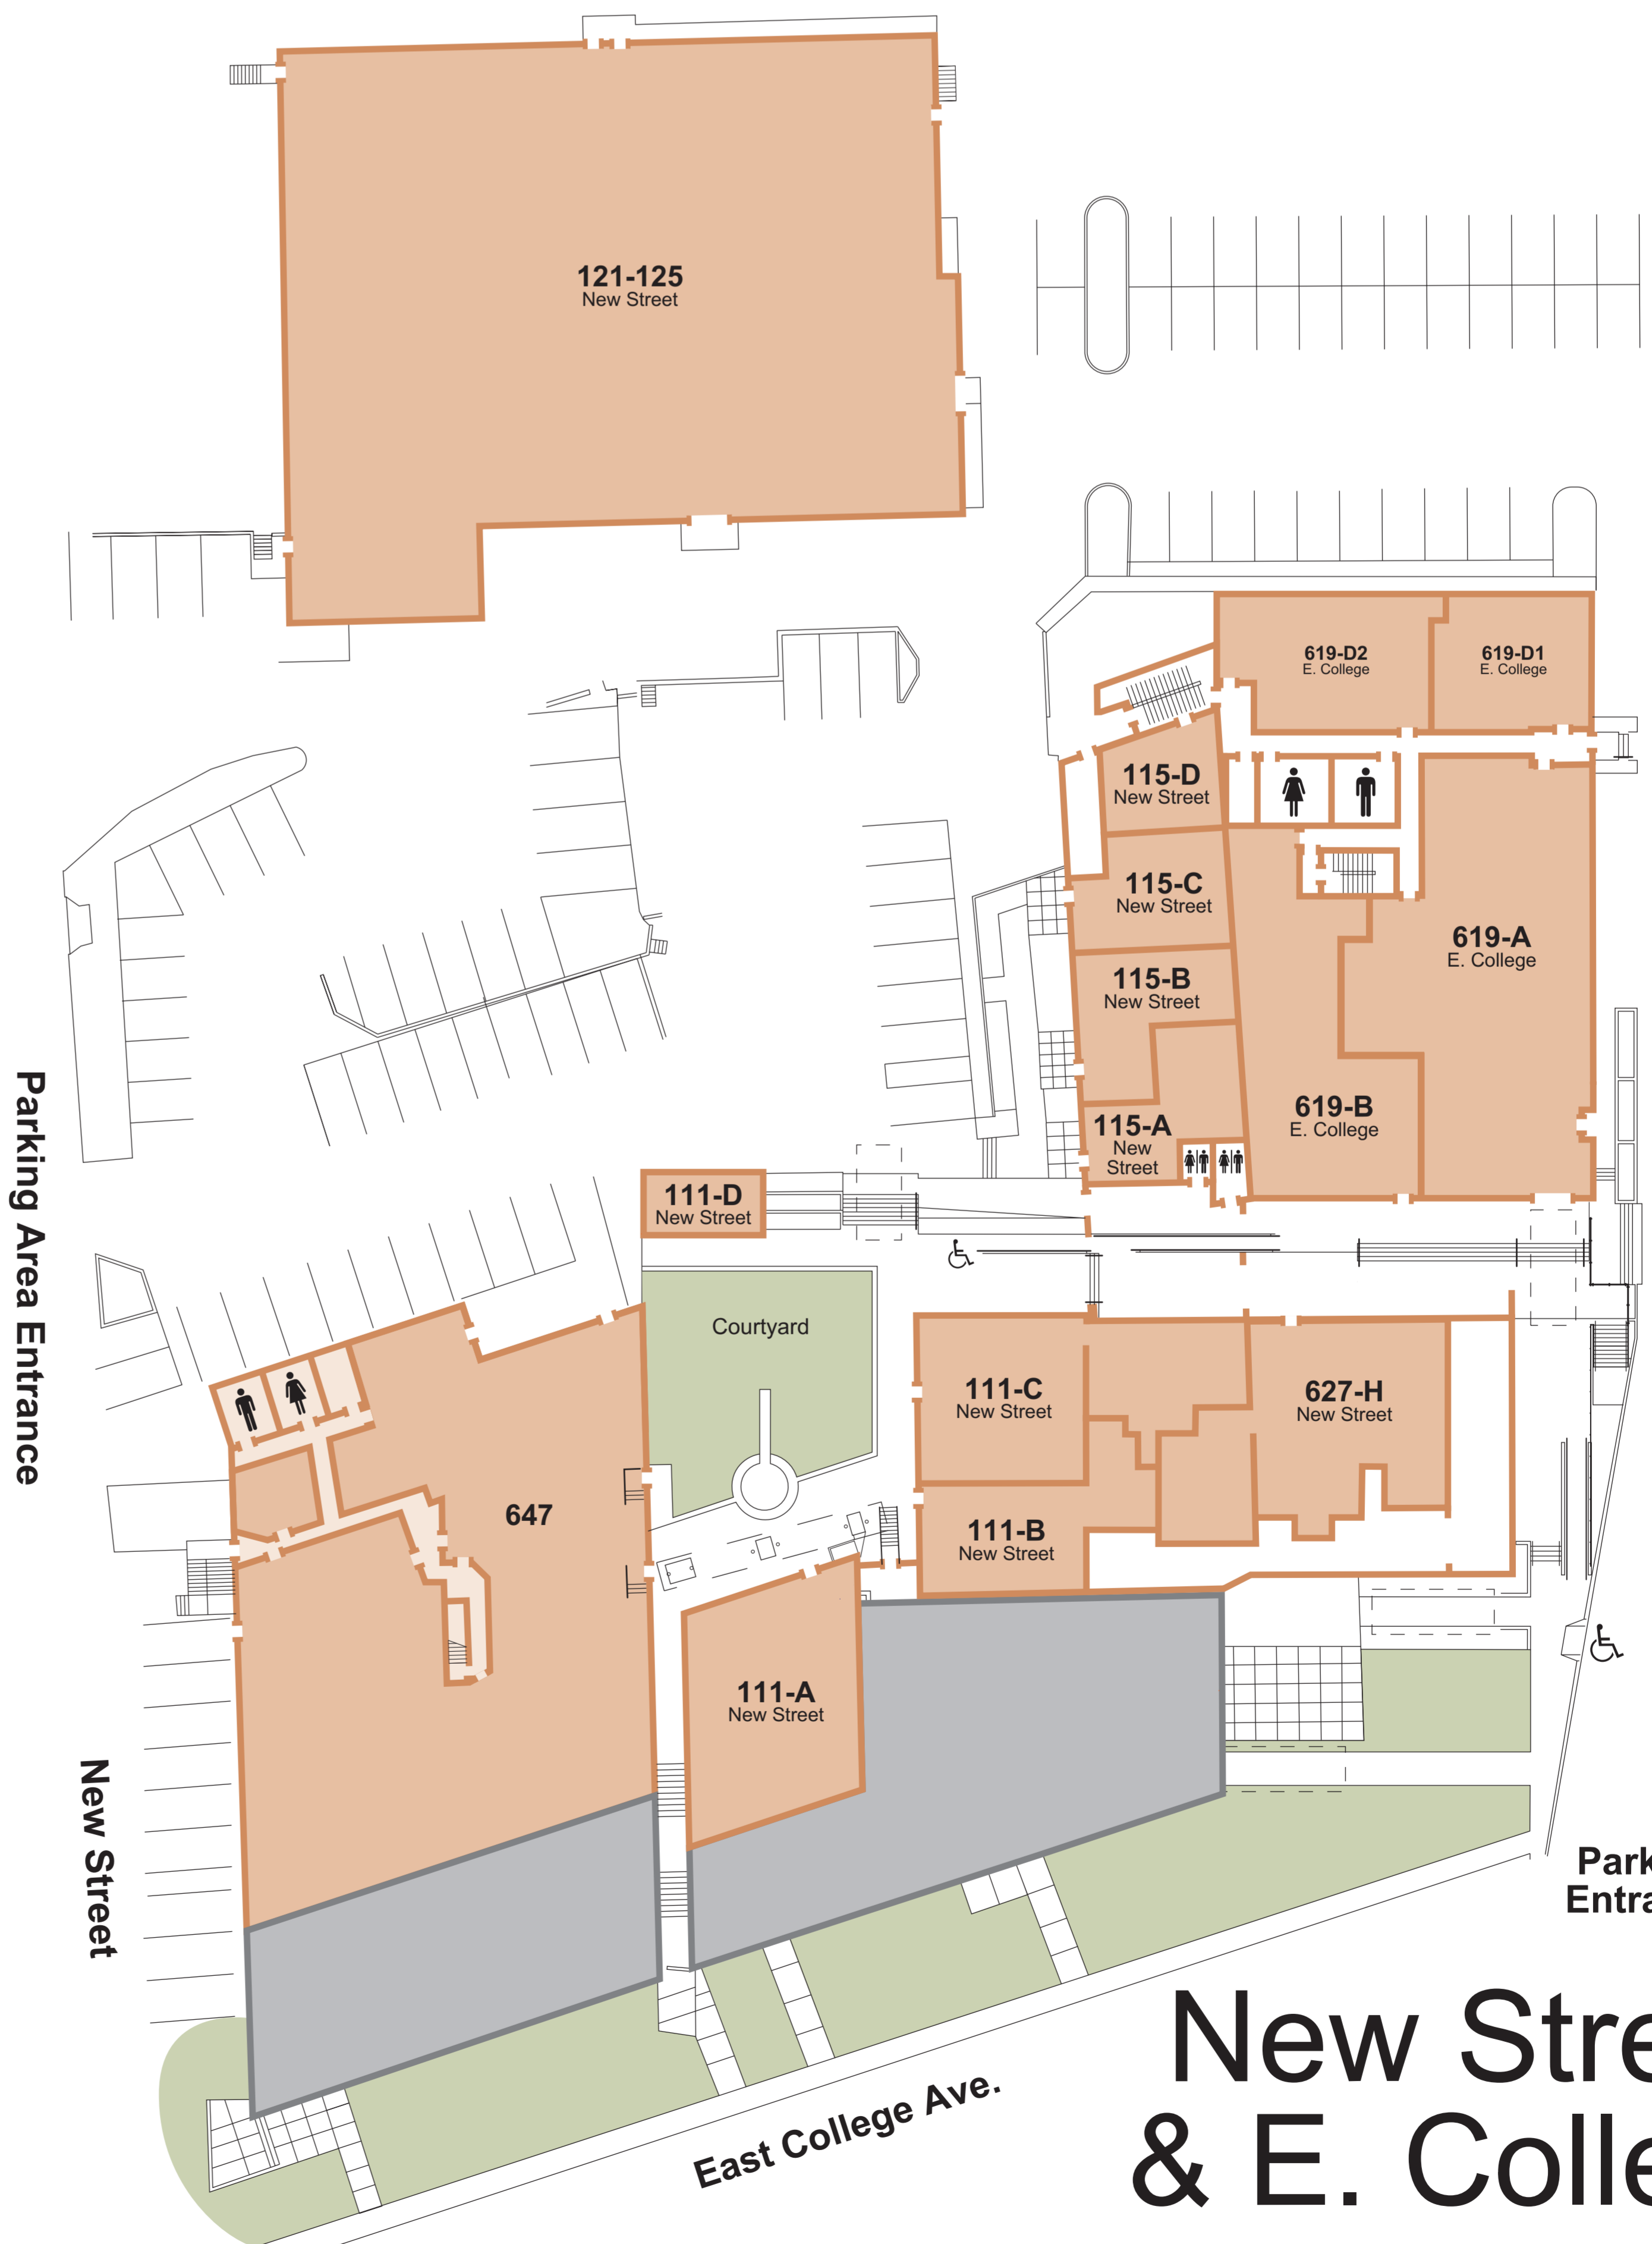 121-125
New Street
619-D2
E. College
619-D1
E. College
115-D
New Street
115-C
New Street
619-A
E. College
115-B
New Street
619-B
E. College
115-A
New
Street
111-D
New Street
Parking Area Entrance
Courtyard
111-C
New Street
627-H
New Street
647
111-B
New Street
111-A
New Street
New Street
Park
Entra
East College Ave.
New Stre
& E. Colle